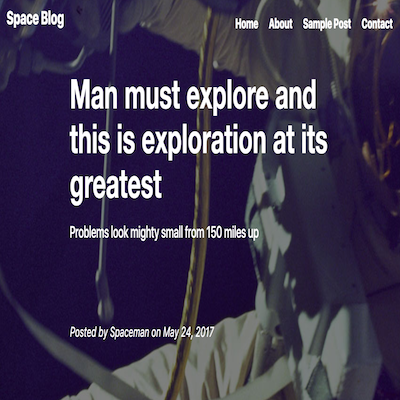 Space Blog
Home About Sample Post Contact
Man must explore and
this is exploration at its
greatest
Problems look mighty small from 150 miles up
Posted by Spaceman on May 24, 2017